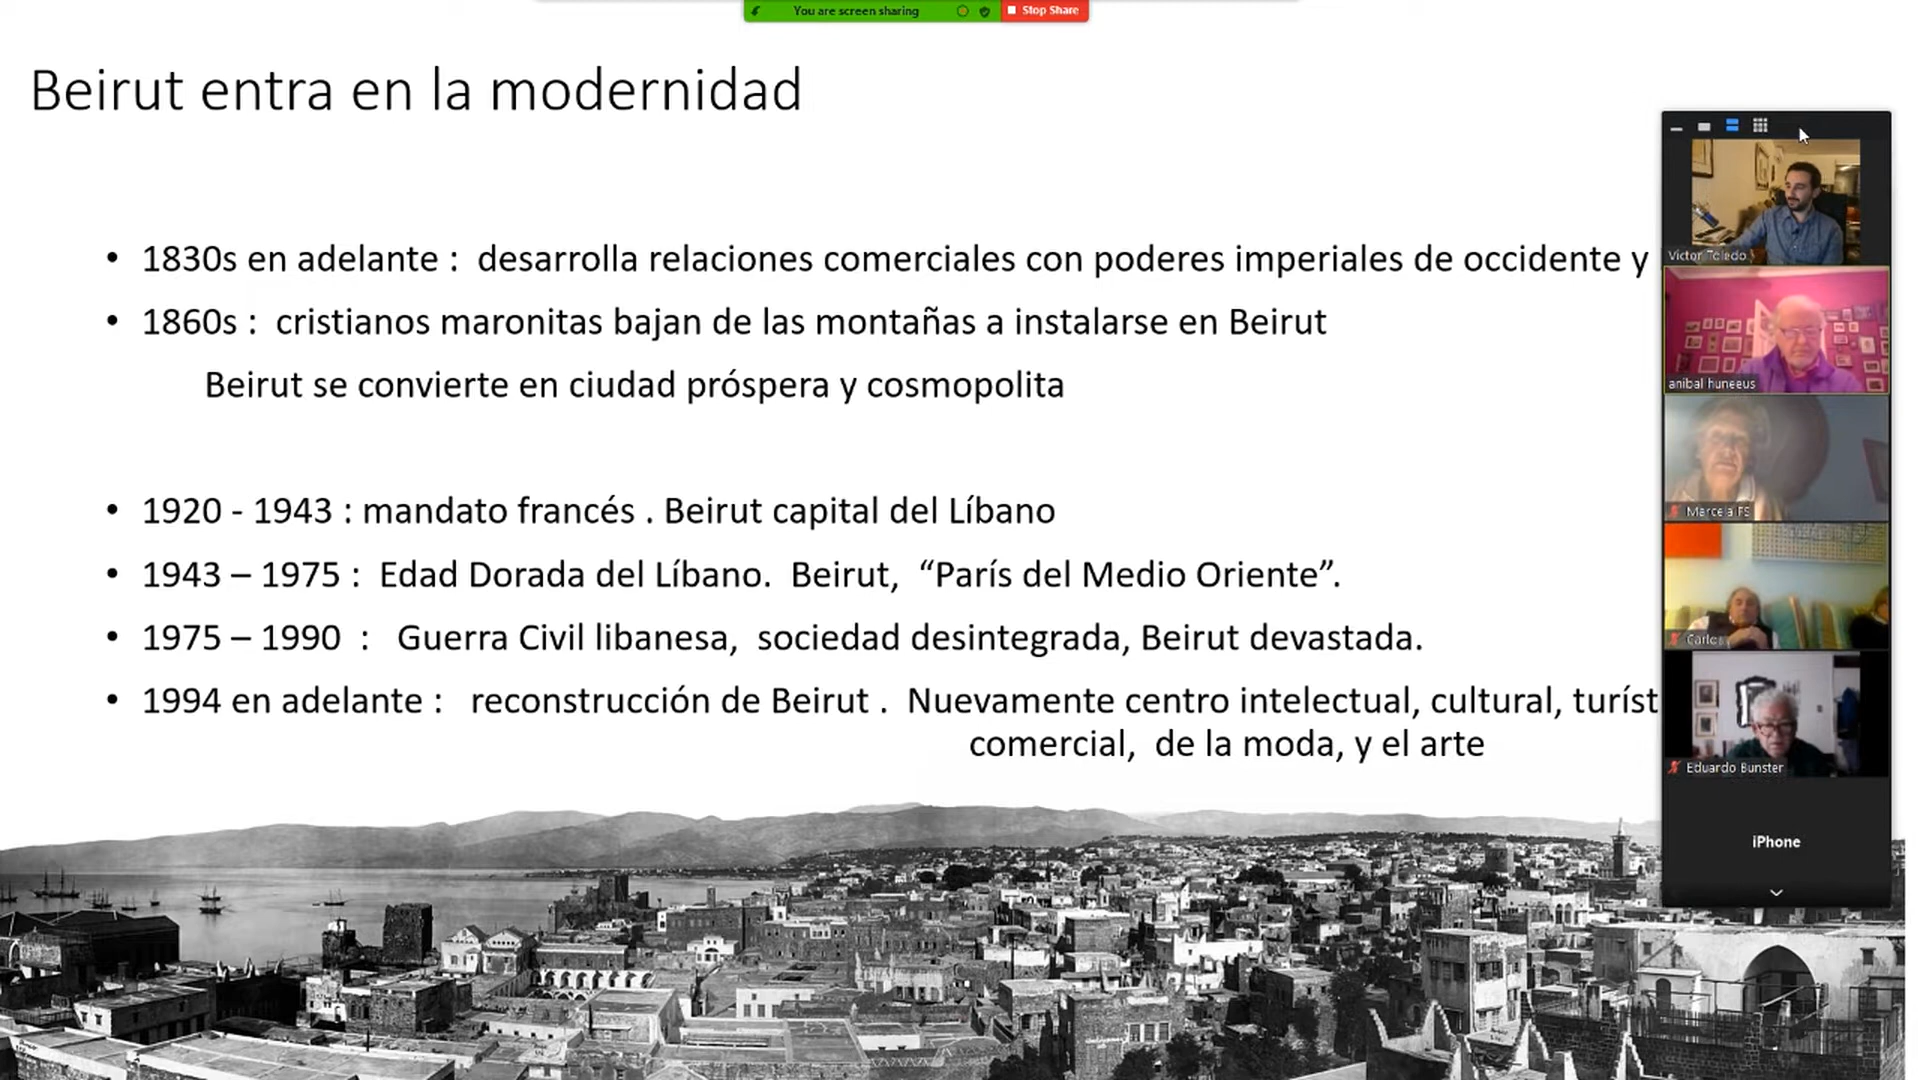 You are screen sharing
Stop Share
Beirut entra en la modernidad
• 1830s en adelante : desarrolla relaciones comerciales con poderes imperiales de occidente y
• 1860s : cristianos maronitas bajan de las montañas a instalarse en Beirut
Beirut se convierte en ciudad próspera y cosmopolita
• 1920 - 1943 : mandato francés . Beirut capital del Líbano
• 1943 – 1975 : Edad Dorada del Líbano. Beirut, “París del Medio Oriente”.
• 1975 – 1990 : Guerra Civil libanesa, sociedad desintegrada, Beirut devastada.
• 1994 en adelante : reconstrucción de Beirut . Nuevamente centro intelectual, cultural, turíst
comercial, de la moda, y el arte
Victor Toledo
anibal huneeus
Marcela FS
Eduardo Bunster
iPhone